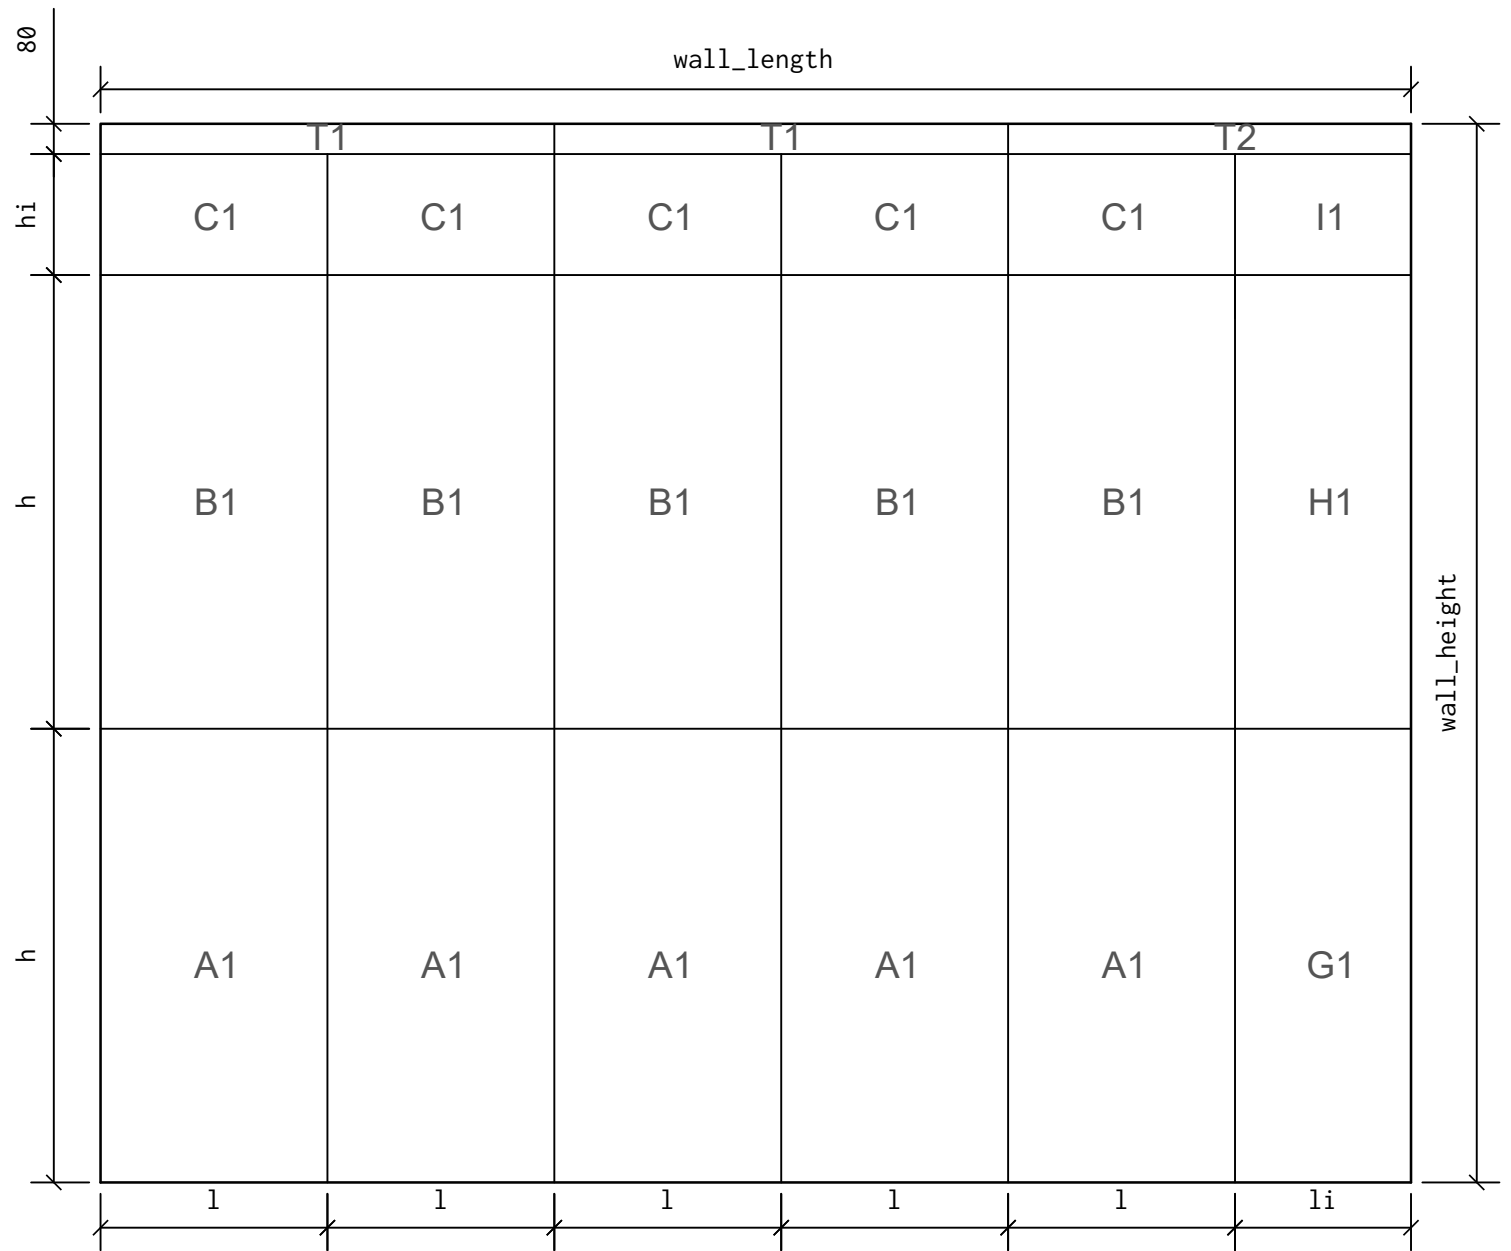 80
wall_length
T1 T1 T2
hi C1 C1 C1 C1 C1 I1
h B1 B1 B1 B1 B1 H1
wall_height
h A1 A1 A1 A1 A1 G1
l l l l l li